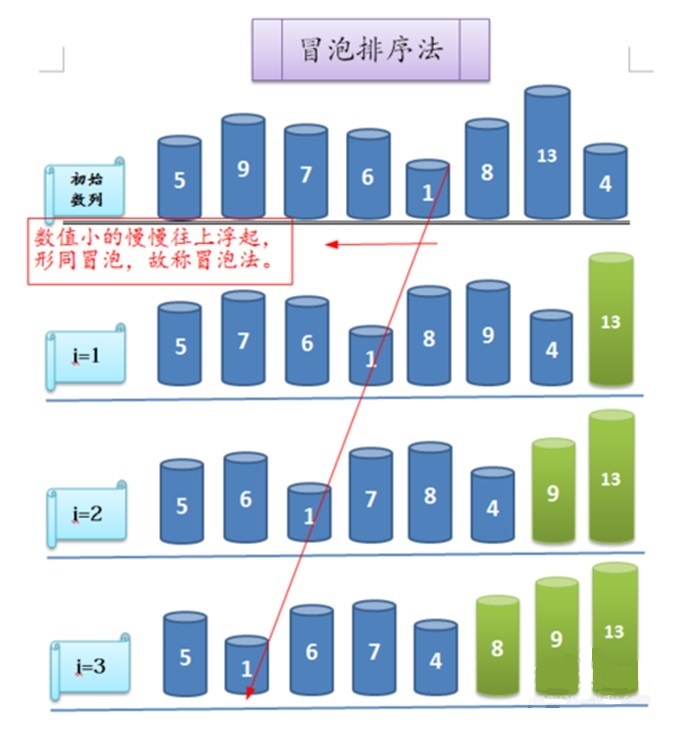 冒泡排序法
初始
数列
5 9 7 6 1 8 13 4
数值小的慢慢往上浮起，
形同冒泡，故称冒泡法。
i=1
5 7 6 1 8 9 4 13
i=2
5 6 1 7 8 4 9 13
i=3
5 1 6 7 4 8 9 13